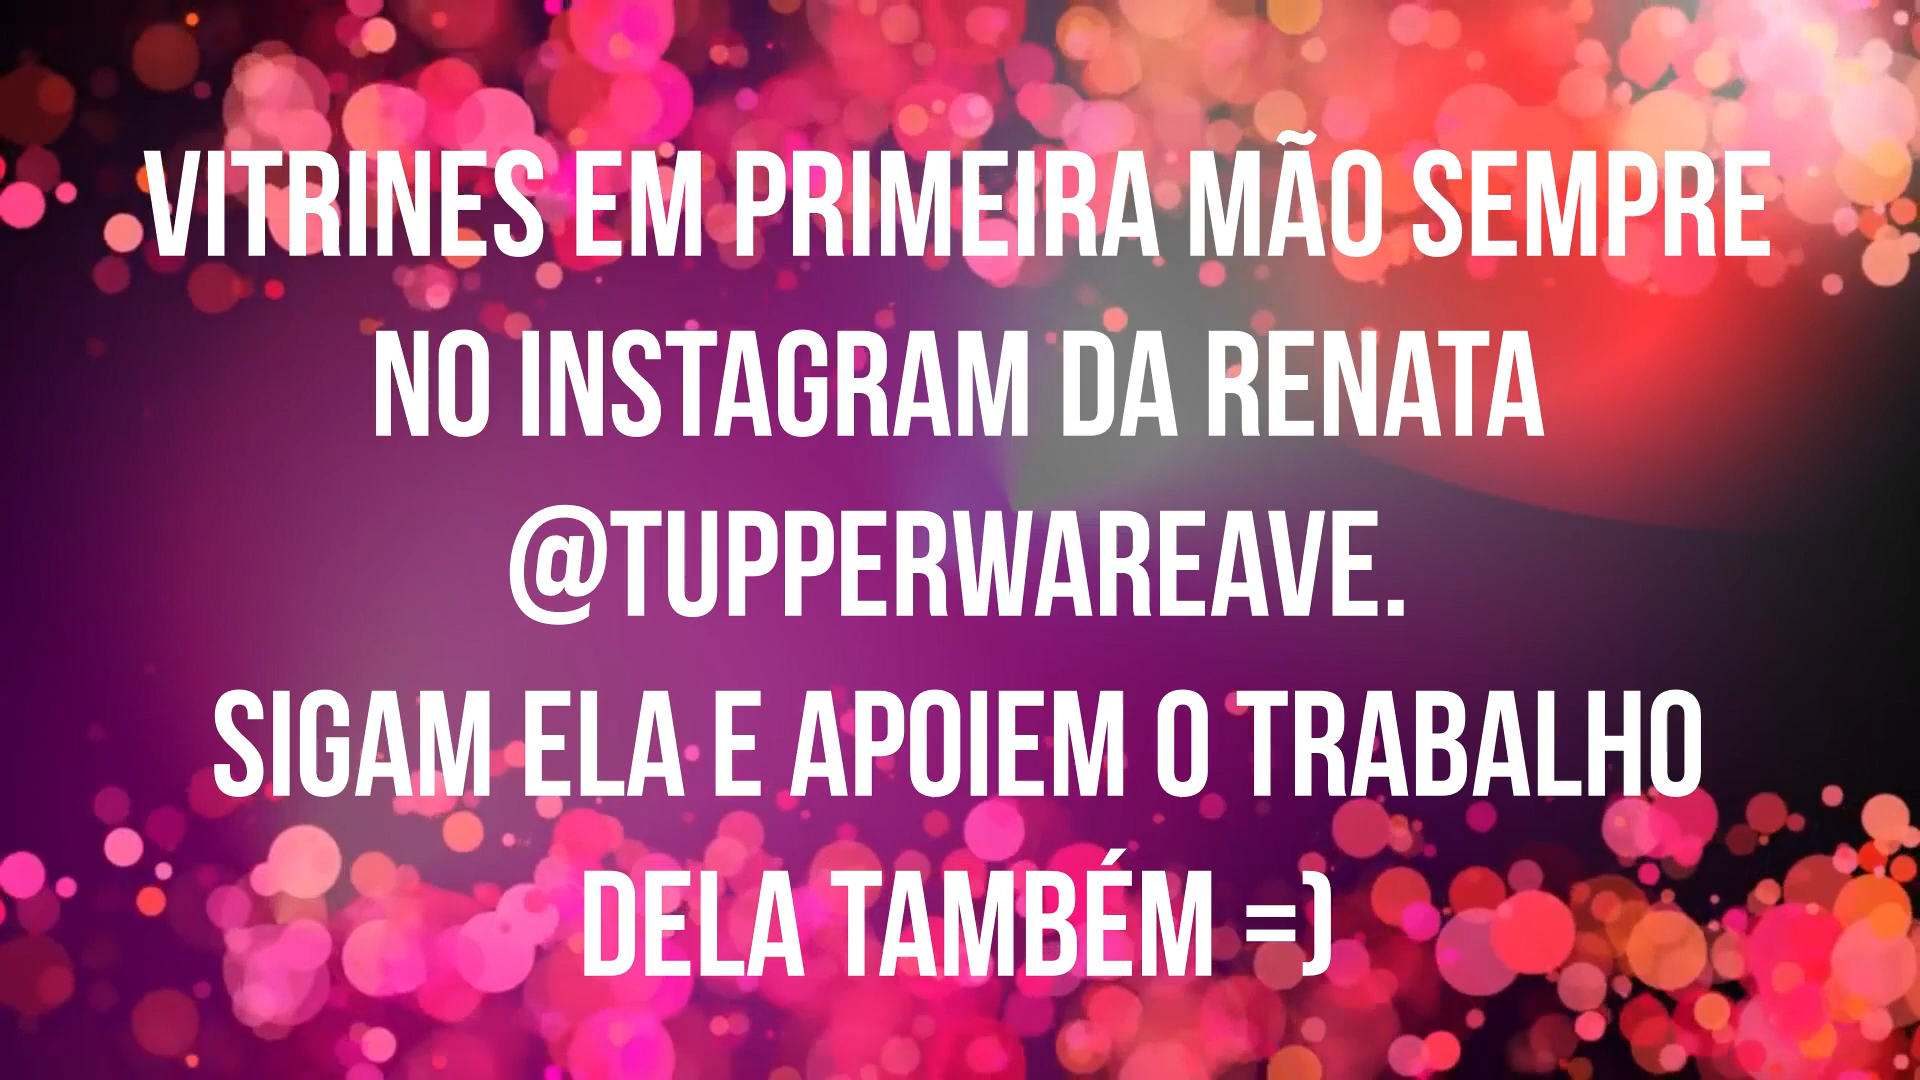 VITRINES EM PRIMEIRA MÃO SEMPRE
NO INSTAGRAM DA RENATA
@TUPPERWAREAVE.
SIGAM ELA E APOIEM O TRABALHO
DELA TAMBÉM =)